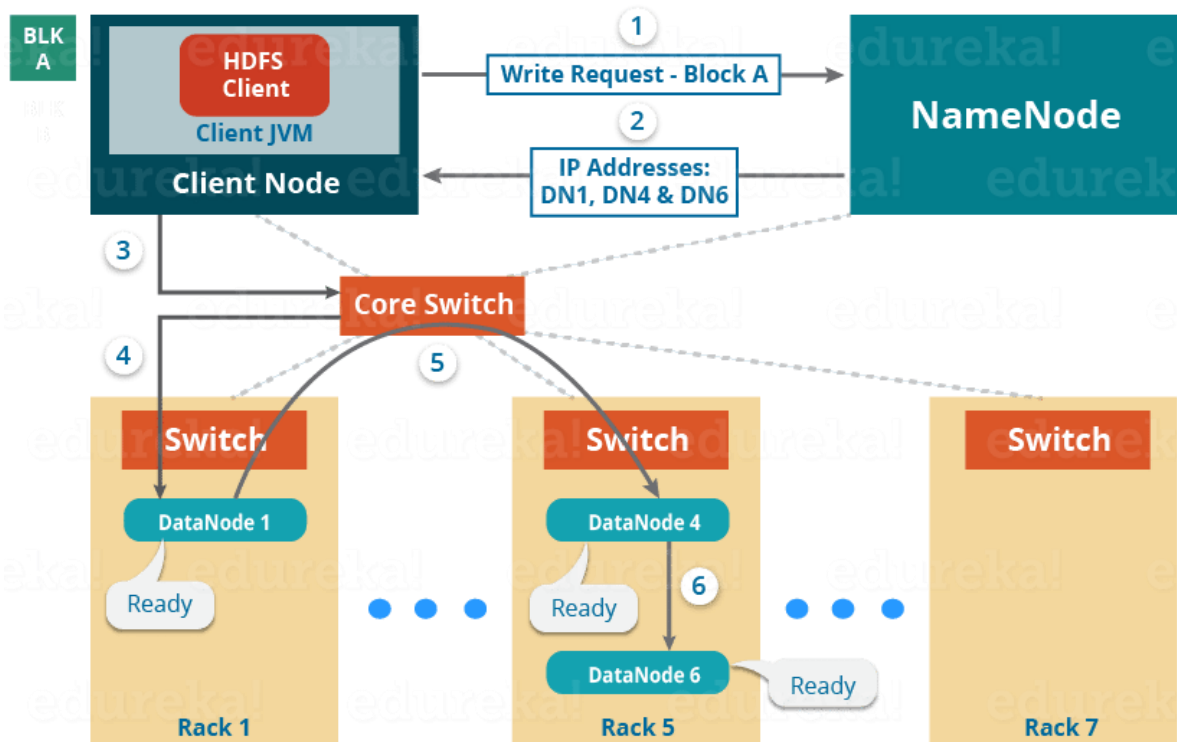 BLK
A
1
HDFS
Client
Write Request - Block A
NameNode
Client JVM
2
Client Node
IP Addresses:
DN1, DN4 & DN6
3
Core Switch
4
5
Switch
Switch
Switch
DataNode 1
DataNode 4
Ready
Ready
6
DataNode 6
Ready
Rack 1
Rack 5
Rack 7
edureka!